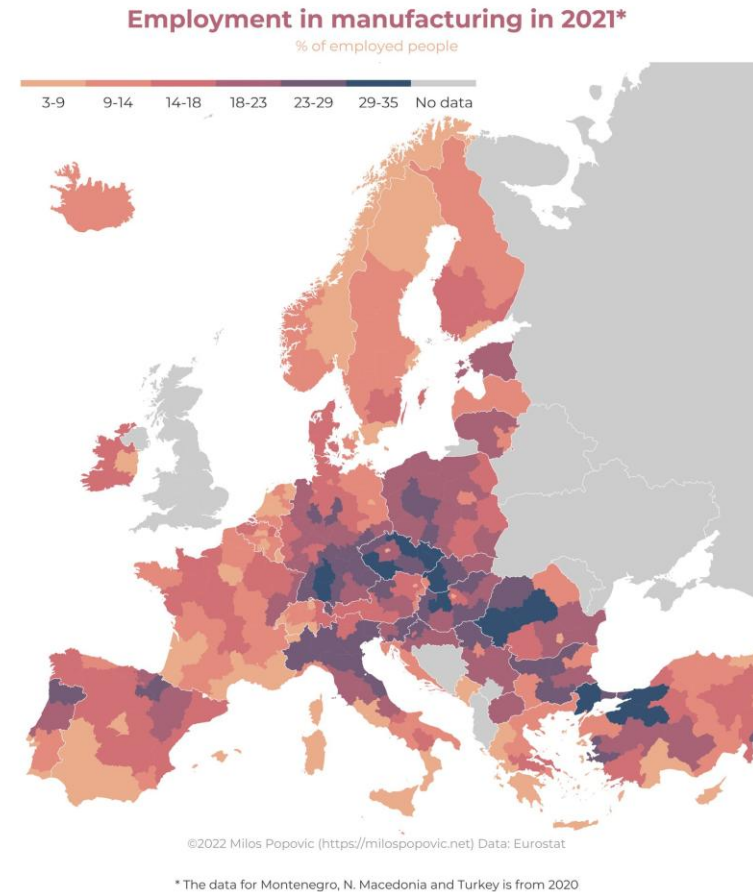 Employment in manufacturing in 2021*
% of employed people
3-9 9-14 14-18 18-23 23-29 29-35 No data
©2022 Milos Popovic (https://milospopovic.net) Data: Eurostat
* The data for Montenegro, N. Macedonia and Turkey is from 2020